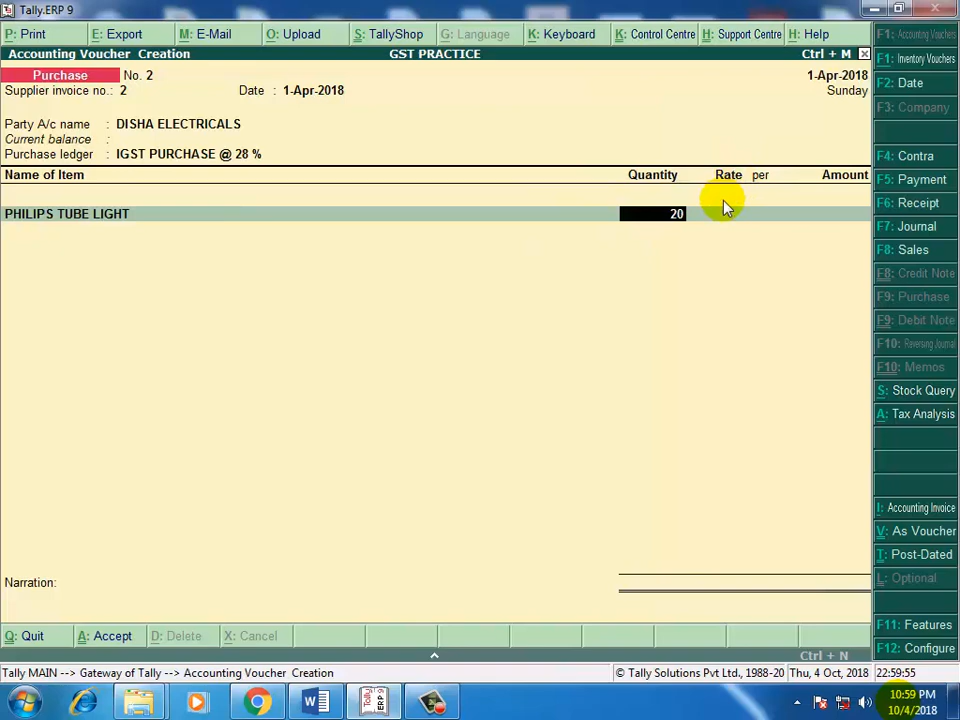 Tally.ERP 9
P: Print E: Export M: E-Mail O: Upload S: TallyShop G: Language K: Keyboard K: Control Centre H: Support Centre H: Help
Accounting Voucher Creation GST PRACTICE Ctrl + M
Purchase No. 2 1-Apr-2018
Supplier invoice no.: 2 Date : 1-Apr-2018 Sunday
Party A/c name : DISHA ELECTRICALS
Current balance :
Purchase ledger : IGST PURCHASE @ 28 %
Name of Item Quantity Rate per Amount
PHILIPS TUBE LIGHT 20
Narration:
F1: Accounting Vouchers
F1: Inventory Vouchers
F2: Date
F3: Company
F4: Contra
F5: Payment
F6: Receipt
F7: Journal
F8: Sales
F8: Credit Note
F9: Purchase
F9: Debit Note
F10: Reversing Journal
F10: Memos
S: Stock Query
A: Tax Analysis
I: Accounting Invoice
V: As Voucher
T: Post-Dated
L: Optional
F11: Features
F12: Configure
Q: Quit A: Accept D: Delete X: Cancel
Ctrl + N
Tally MAIN --> Gateway of Tally --> Accounting Voucher Creation © Tally Solutions Pvt Ltd., 1988-20 Thu, 4 Oct, 2018 22:59:55
Tally
ERP 9
10:59 PM
10/4/2018